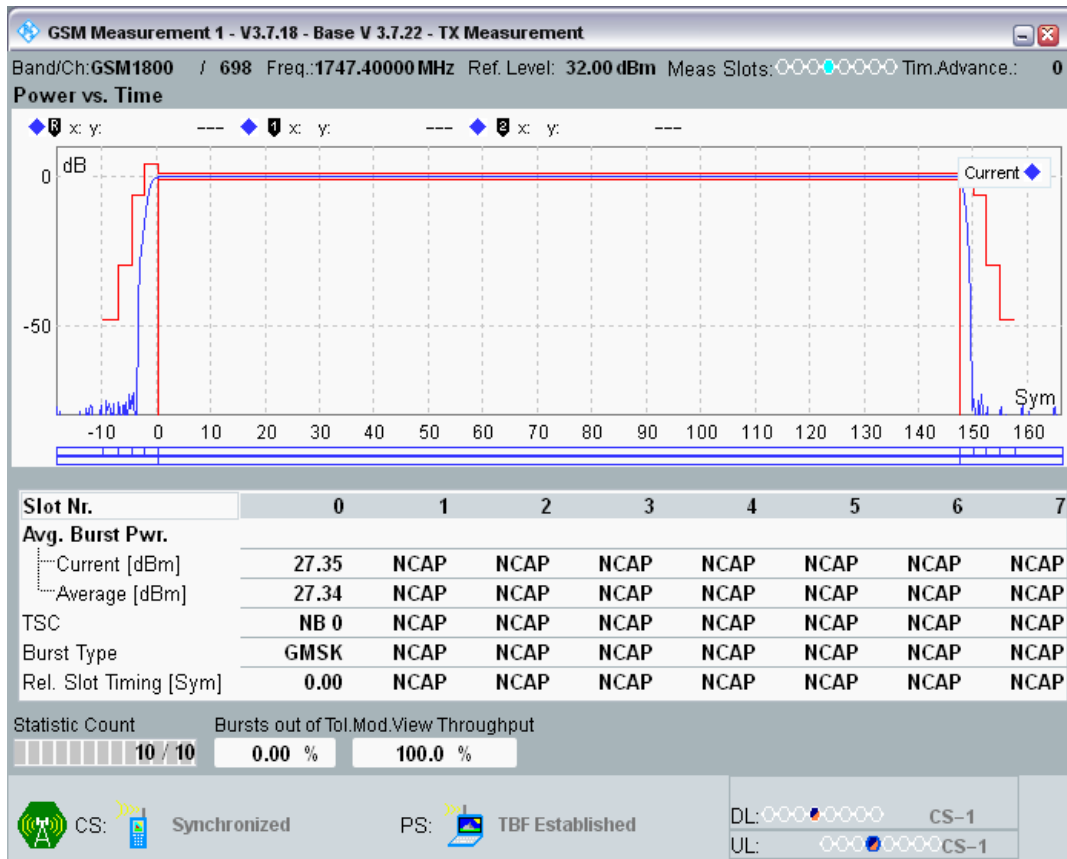 GSM Measurement 1 - V3.7.18 - Base V 3.7.22 - TX Measurement
Band/Ch:GSM1800 / 698 Freq.:1747.40000 MHz Ref. Level: 32.00 dBm Meas Slots: Tim.Advance.: 0
Power vs. Time
R x: y: --- 1 x: y: --- 2 x: y: ---
dB
Current
0
-50
Sym
-10 0 10 20 30 40 50 60 70 80 90 100 110 120 130 140 150 160
Slot Nr. 0 1 2 3 4 5 6 7
Avg. Burst Pwr.
Current [dBm] 27.35 NCAP NCAP NCAP NCAP NCAP NCAP NCAP
Average [dBm] 27.34 NCAP NCAP NCAP NCAP NCAP NCAP NCAP
TSC NB 0 NCAP NCAP NCAP NCAP NCAP NCAP NCAP
Burst Type GMSK NCAP NCAP NCAP NCAP NCAP NCAP NCAP
Rel. Slot Timing [Sym] 0.00 NCAP NCAP NCAP NCAP NCAP NCAP NCAP
Statistic Count Bursts out of Tol.Mod.View Throughput
10 / 10 0.00 % 100.0 %
CS: Synchronized PS: TBF Established
DL: CS-1
UL: CS-1